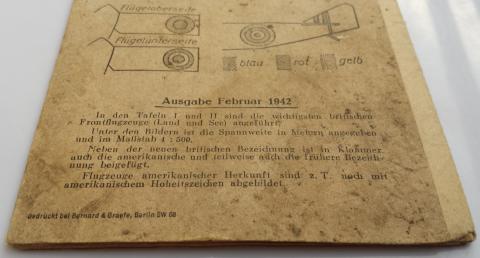 Flügeloberseite
Flügelunterseite
blau rot gelb
Ausgabe Februar 1942
In den Tafeln I und II sind die wichtigsten britischen
Frontflugzeuge (Land und See) angeführt.
Unter den Bildern ist die Spannweite in Metern angegeben
und im Maßstab 1 : 500.
Neben der neuen britischen Bezeichnung ist in Klammer
auch die amerikanische und teilweise auch die frühere Bezeich-
nung beigefügt.
Flugzeuge amerikanischer Herkunft sind z. T. noch mit
amerikanischem Hoheitszeichen abgebildet.
Gedruckt bei Bernard & Graefe, Berlin SW 68